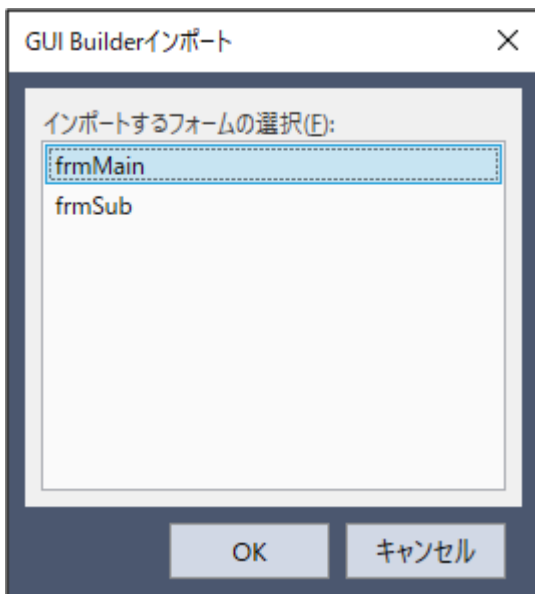 GUI Builderインポート
インポートするフォームの選択(F):
frmMain
frmSub
OK
キャンセル